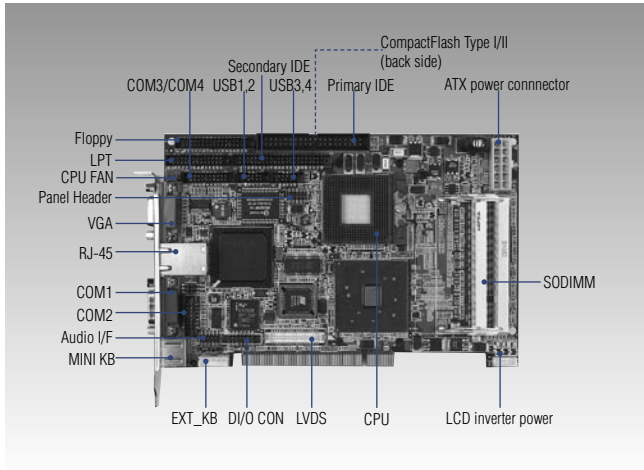 CompactFlash Type I/II
(back side)
Secondary IDE
COM3/COM4 USB1,2 USB3,4 Primary IDE ATX power connnector
Floppy
LPT
CPU FAN
Panel Header
VGA
RJ-45
SODIMM
COM1
COM2
Audio I/F
MINI KB
EXT_KB DI/O CON LVDS CPU LCD inverter power